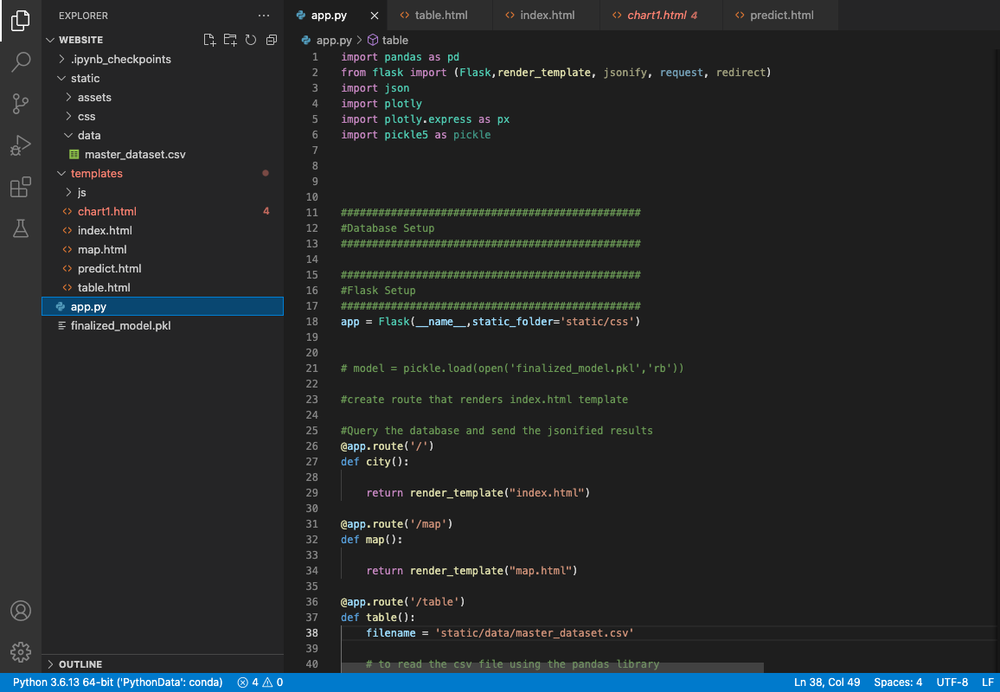 EXPLORER
WEBSITE
.ipynb_checkpoints
static
assets
css
data
master_dataset.csv
templates
js
chart1.html 4
index.html
map.html
predict.html
table.html
app.py
finalized_model.pkl
OUTLINE
app.py table.html index.html chart1.html 4 predict.html
app.py > table
1 import pandas as pd
2 from flask import (Flask,render_template, jsonify, request, redirect)
3 import json
4 import plotly
5 import plotly.express as px
6 import pickle5 as pickle
7
8
9
10
11 ################################################
12 #Database Setup
13 ################################################
14
15 ################################################
16 #Flask Setup
17 ################################################
18 app = Flask(__name__,static_folder='static/css')
19
20
21 # model = pickle.load(open('finalized_model.pkl','rb'))
22
23 #create route that renders index.html template
24
25 #Query the database and send the jsonified results
26 @app.route('/')
27 def city():
28
29 return render_template("index.html")
30
31 @app.route('/map')
32 def map():
33
34 return render_template("map.html")
35
36 @app.route('/table')
37 def table():
38 filename = 'static/data/master_dataset.csv'
39
40 # to read the csv file using the pandas library
Python 3.6.13 64-bit ('PythonData': conda) 4 0 Ln 38, Col 49 Spaces: 4 UTF-8 LF